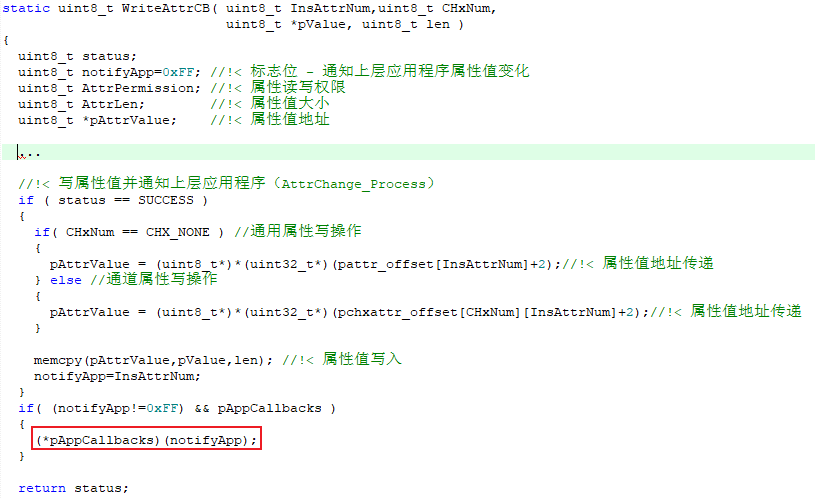 static uint8_t WriteAttrCB( uint8_t InsAttrNum,uint8_t CHxNum,
                            uint8_t *pValue, uint8_t len )
{
  uint8_t status;
  uint8_t notifyApp=0xFF; //!< 标志位 - 通知上层应用程序属性值变化
  uint8_t AttrPermission; //!< 属性读写权限
  uint8_t AttrLen;        //!< 属性值大小
  uint8_t *pAttrValue;    //!< 属性值地址

  ...

  //!< 写属性值并通知上层应用程序（AttrChange_Process）
  if ( status == SUCCESS )
  {
    if( CHxNum == CHX_NONE ) //通用属性写操作
    {
      pAttrValue = (uint8_t*)*(uint32_t*)(pattr_offset[InsAttrNum]+2);//!< 属性值地址传递
    } else //通道属性写操作
    {
      pAttrValue = (uint8_t*)*(uint32_t*)(pchxattr_offset[CHxNum][InsAttrNum]+2);//!< 属性值地址传递
    }

    memcpy(pAttrValue,pValue,len); //!< 属性值写入
    notifyApp=InsAttrNum;
  }
  if( (notifyApp!=0xFF) && pAppCallbacks )
  {
    (*pAppCallbacks)(notifyApp);
  }

  return status;